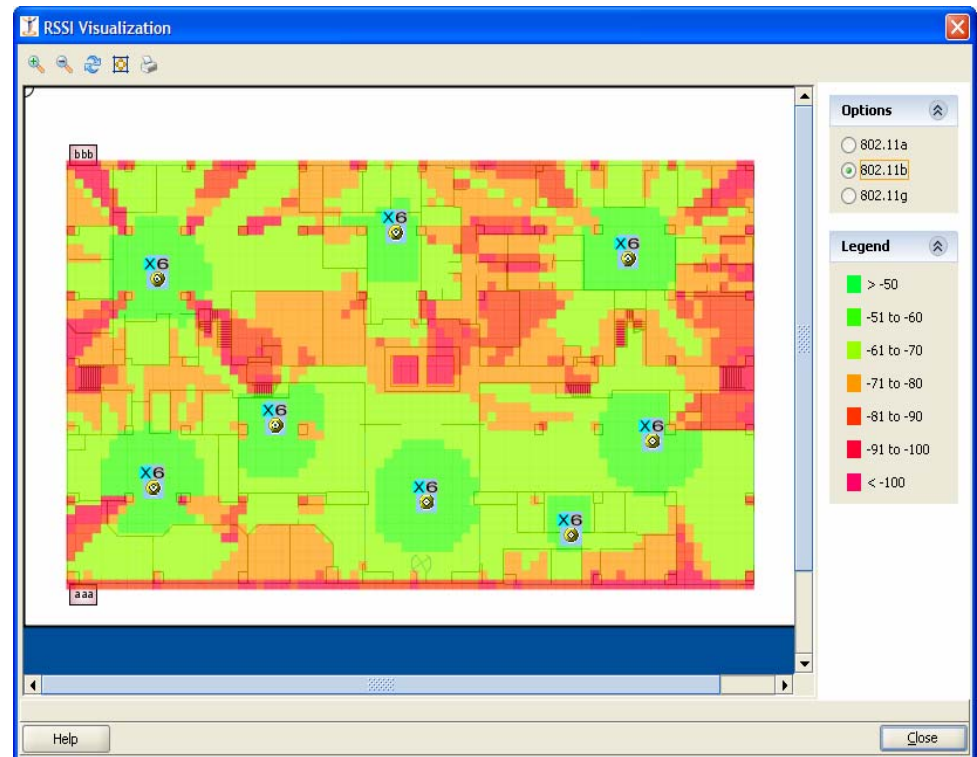 RSSI Visualization
bbb
X6
X6
X6
X6
X6
X6
X6
X6
aaa
Options
802.11a
802.11b
802.11g
Legend
> -50
-51 to -60
-61 to -70
-71 to -80
-81 to -90
-91 to -100
< -100
Help
Close